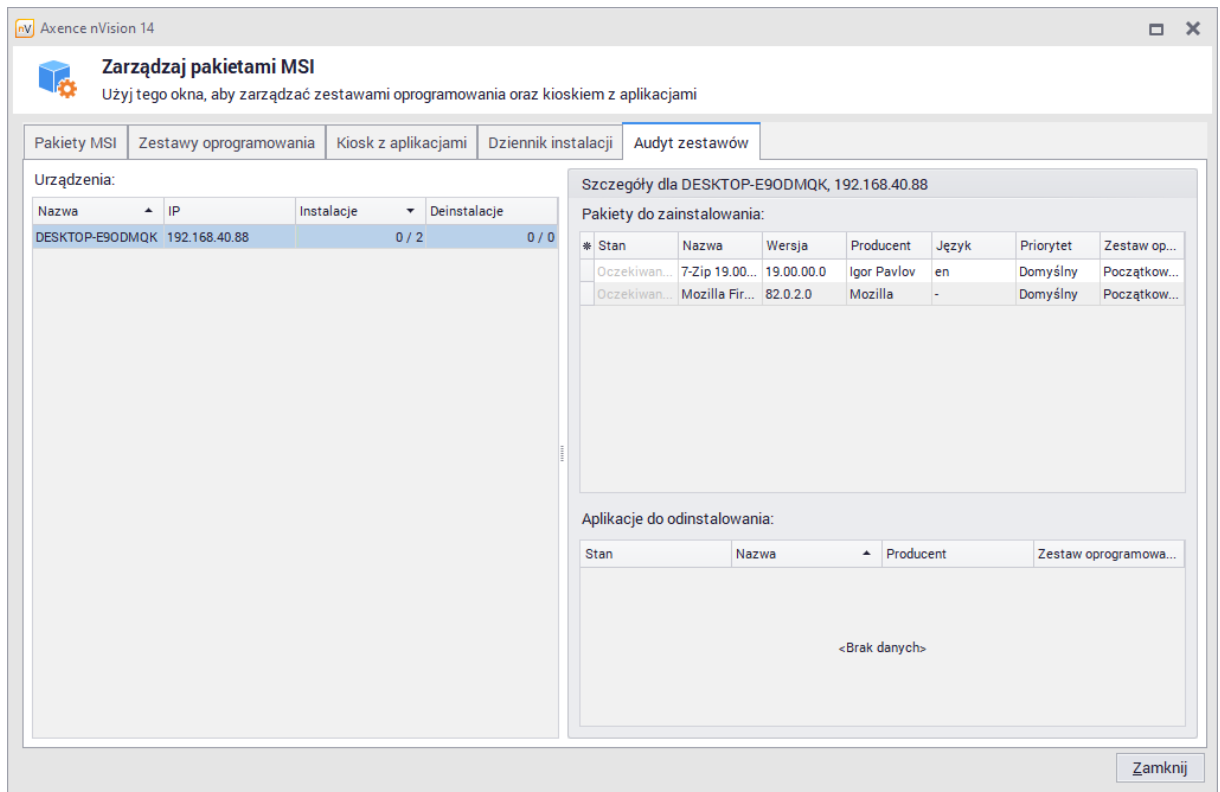 nV Axence nVision 14
Zarządzaj pakietami MSI
Użyj tego okna, aby zarządzać zestawami oprogramowania oraz kioskiem z aplikacjami
Pakiety MSI Zestawy oprogramowania Kiosk z aplikacjami Dziennik instalacji Audyt zestawów
Urządzenia:
Nazwa IP Instalacje Deinstalacje
DESKTOP-E9ODMQK 192.168.40.88 0 / 2 0 / 0
Szczegóły dla DESKTOP-E9ODMQK, 192.168.40.88
Pakiety do zainstalowania:
Stan Nazwa Wersja Producent Język Priorytet Zestaw op...
Oczekiwan... 7-Zip 19.00... 19.00.00.0 Igor Pavlov en Domyślny Początkow...
Oczekiwan... Mozilla Fir... 82.0.2.0 Mozilla - Domyślny Początkow...
Aplikacje do odinstalowania:
Stan Nazwa Producent Zestaw oprogramowa...
<Brak danych>
Zamknij